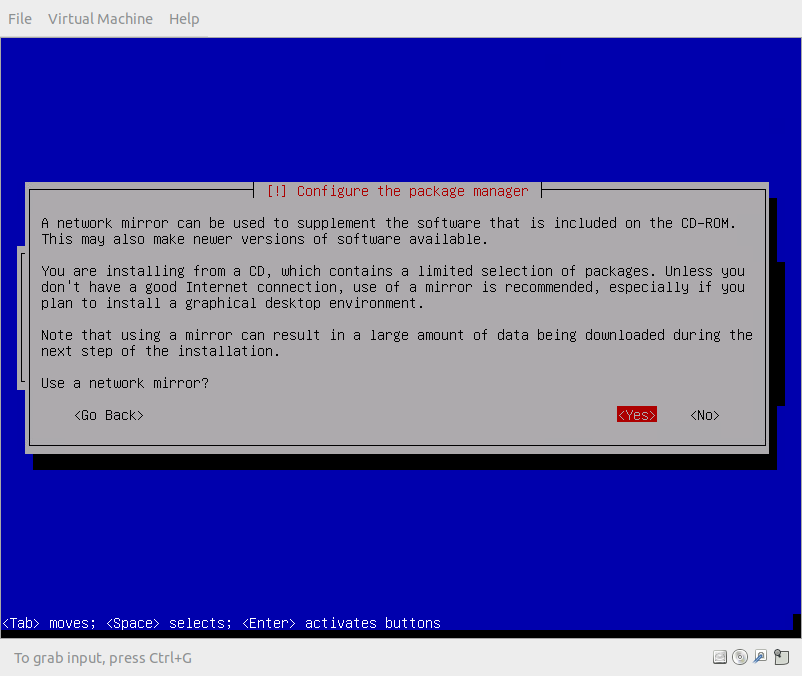 File Virtual Machine Help
[!] Configure the package manager
A network mirror can be used to supplement the software that is included on the CD-ROM.
This may also make newer versions of software available.
You are installing from a CD, which contains a limited selection of packages. Unless you
don't have a good Internet connection, use of a mirror is recommended, especially if you
plan to install a graphical desktop environment.
Note that using a mirror can result in a large amount of data being downloaded during the
next step of the installation.
Use a network mirror?
<Go Back> <Yes> <No>
<Tab> moves; <Space> selects; <Enter> activates buttons
To grab input, press Ctrl+G